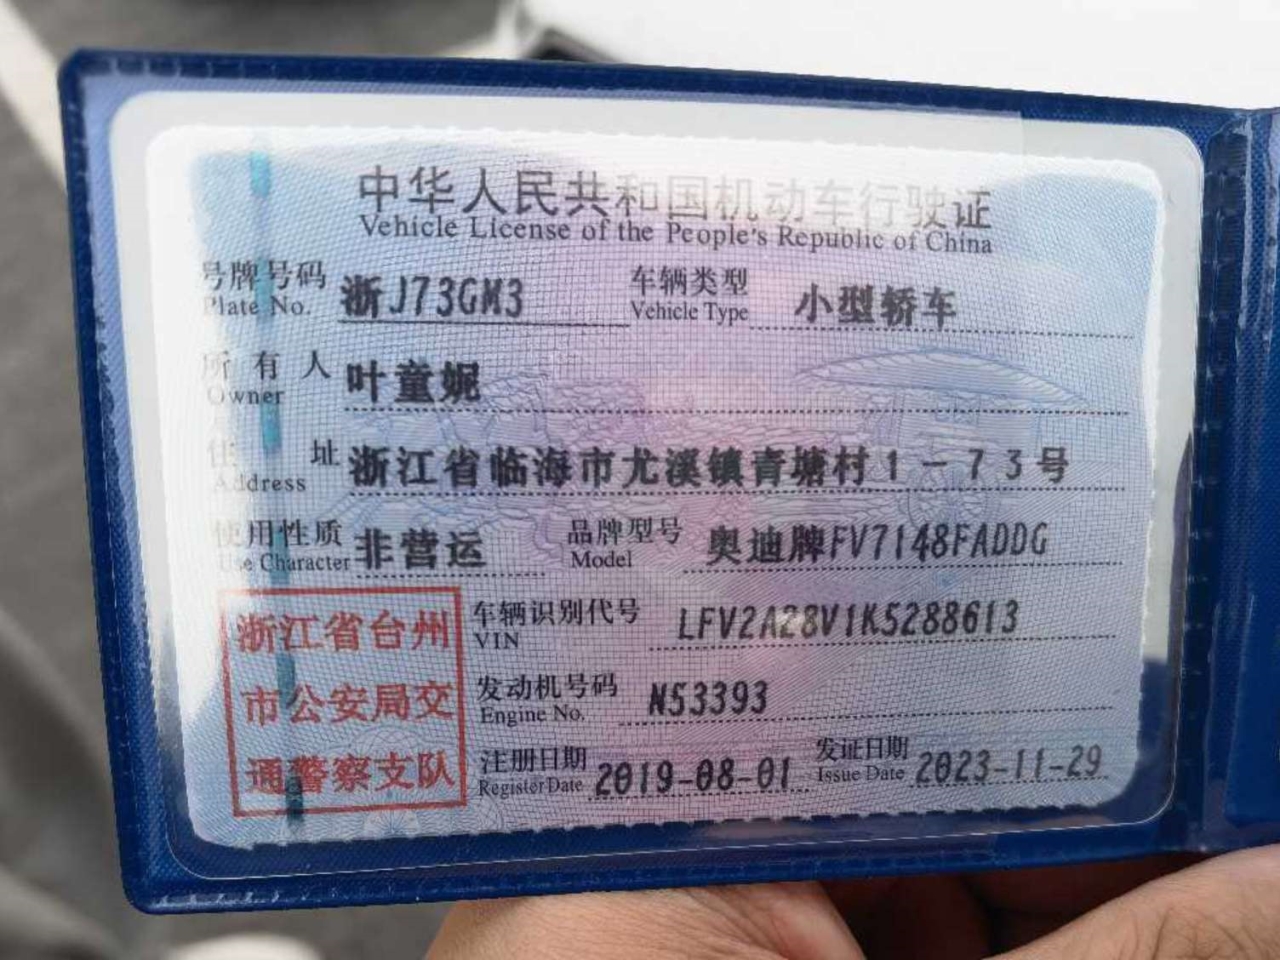 中华人民共和国机动车行驶证
Vehicle License of the People's Republic of China
号牌号码 浙J73GM3 车辆类型 小型轿车
Plate No. Vehicle Type
所有人 叶童妮
Owner
住址 浙江省临海市尤溪镇青塘村1-73号
Address
使用性质 非营运 品牌型号 奥迪牌FV7148FADDG
Use Character Model
浙江省台州
市公安局交
通警察支队
车辆识别代号 LFV2A28V1K5288613
VIN
发动机号码 N53393
Engine No.
注册日期 2019-08-01 发证日期 2023-11-29
Register Date Issue Date